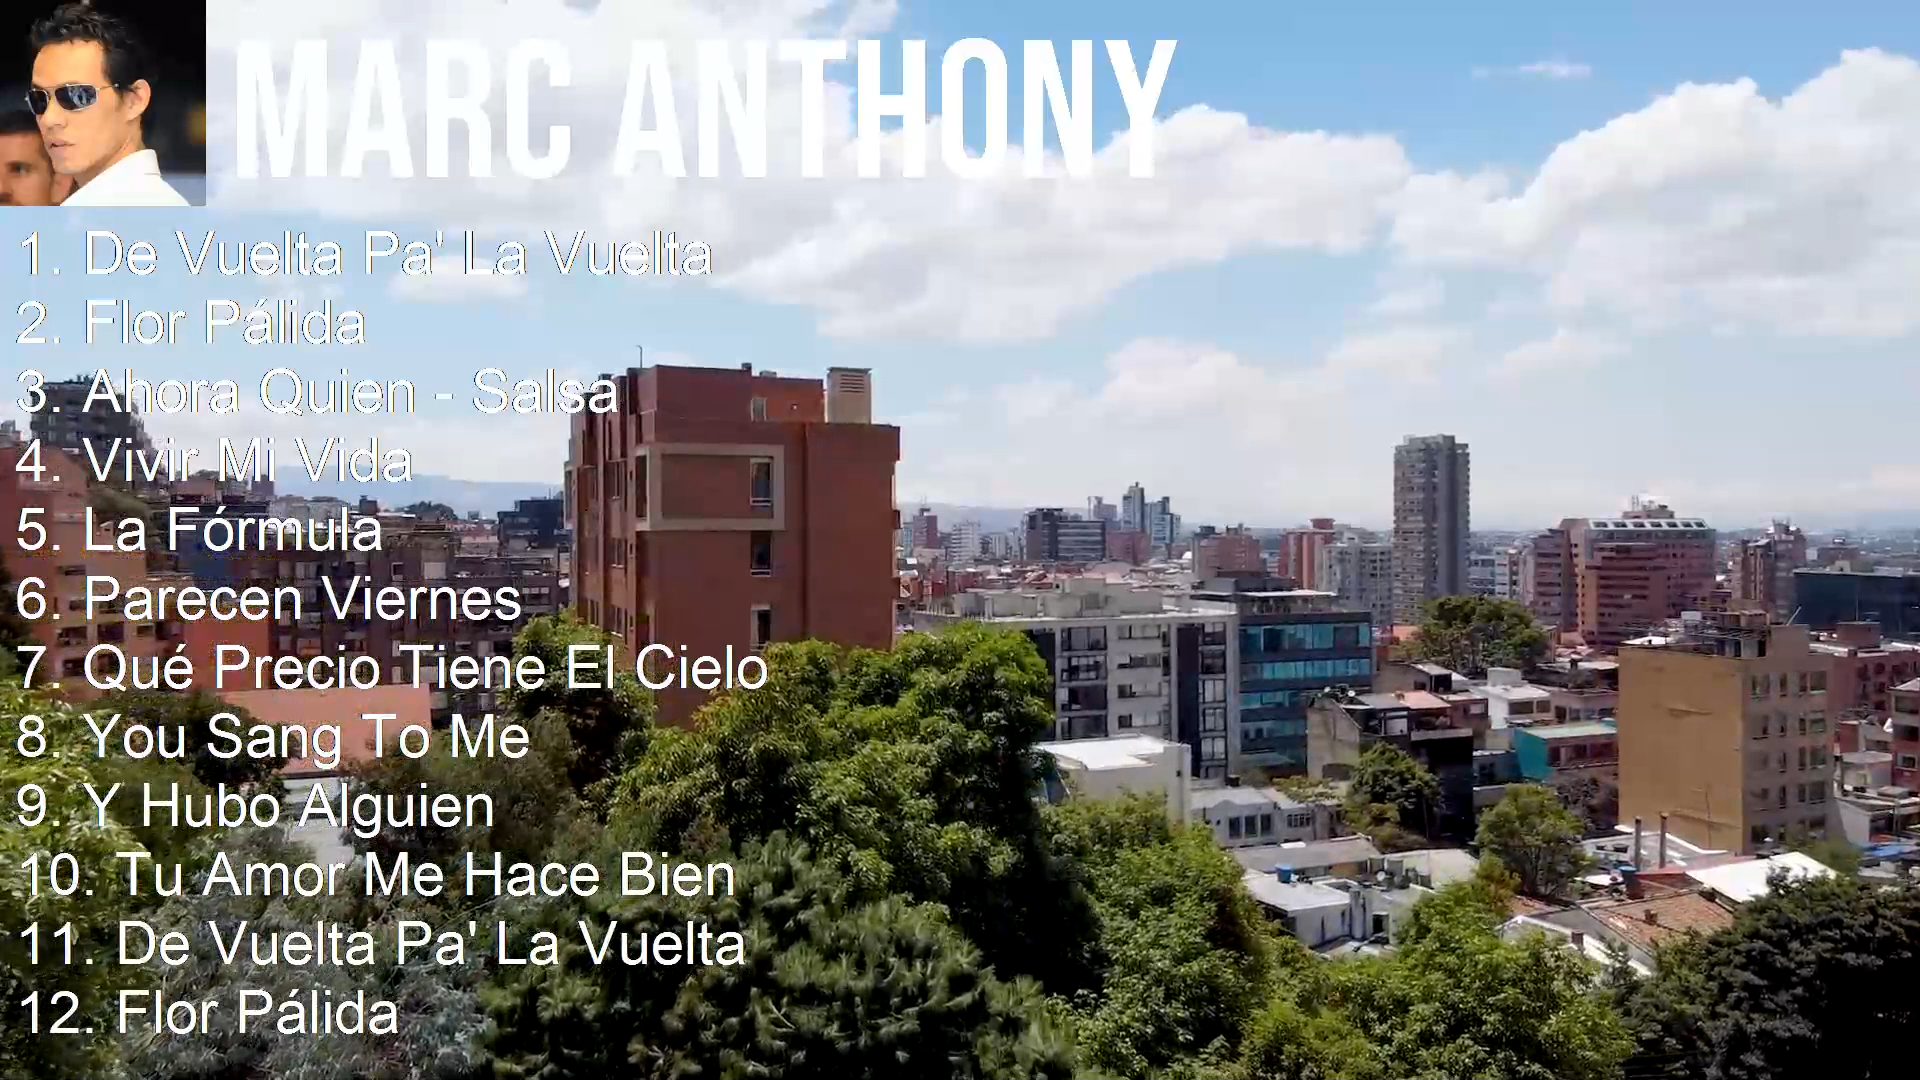 MARC ANTHONY
1. De Vuelta Pa' La Vuelta
2. Flor Pálida
3. Ahora Quien - Salsa
4. Vivir Mi Vida
5. La Fórmula
6. Parecen Viernes
7. Qué Precio Tiene El Cielo
8. You Sang To Me
9. Y Hubo Alguien
10. Tu Amor Me Hace Bien
11. De Vuelta Pa' La Vuelta
12. Flor Pálida